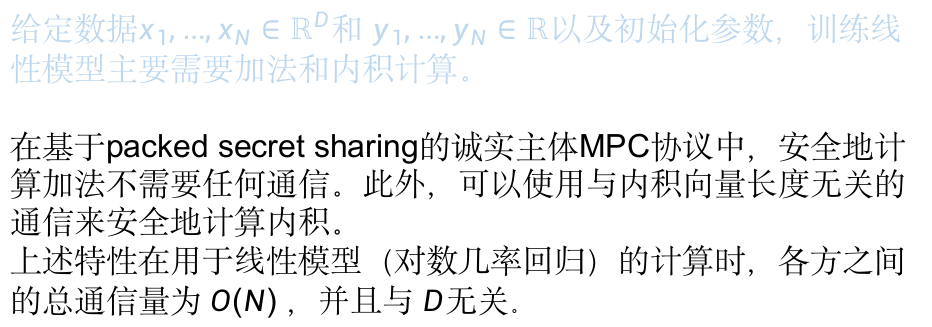 给定数据x₁, ..., x_N ∈ ℝ^D和 y₁, ..., y_N ∈ ℝ以及初始化参数，训练线
性模型主要需要加法和内积计算。
在基于packed secret sharing的诚实主体MPC协议中，安全地计
算加法不需要任何通信。此外，可以使用与内积向量长度无关的
通信来安全地计算内积。
上述特性在用于线性模型（对数几率回归）的计算时，各方之间
的总通信量为 O(N) ，并且与 D无关.